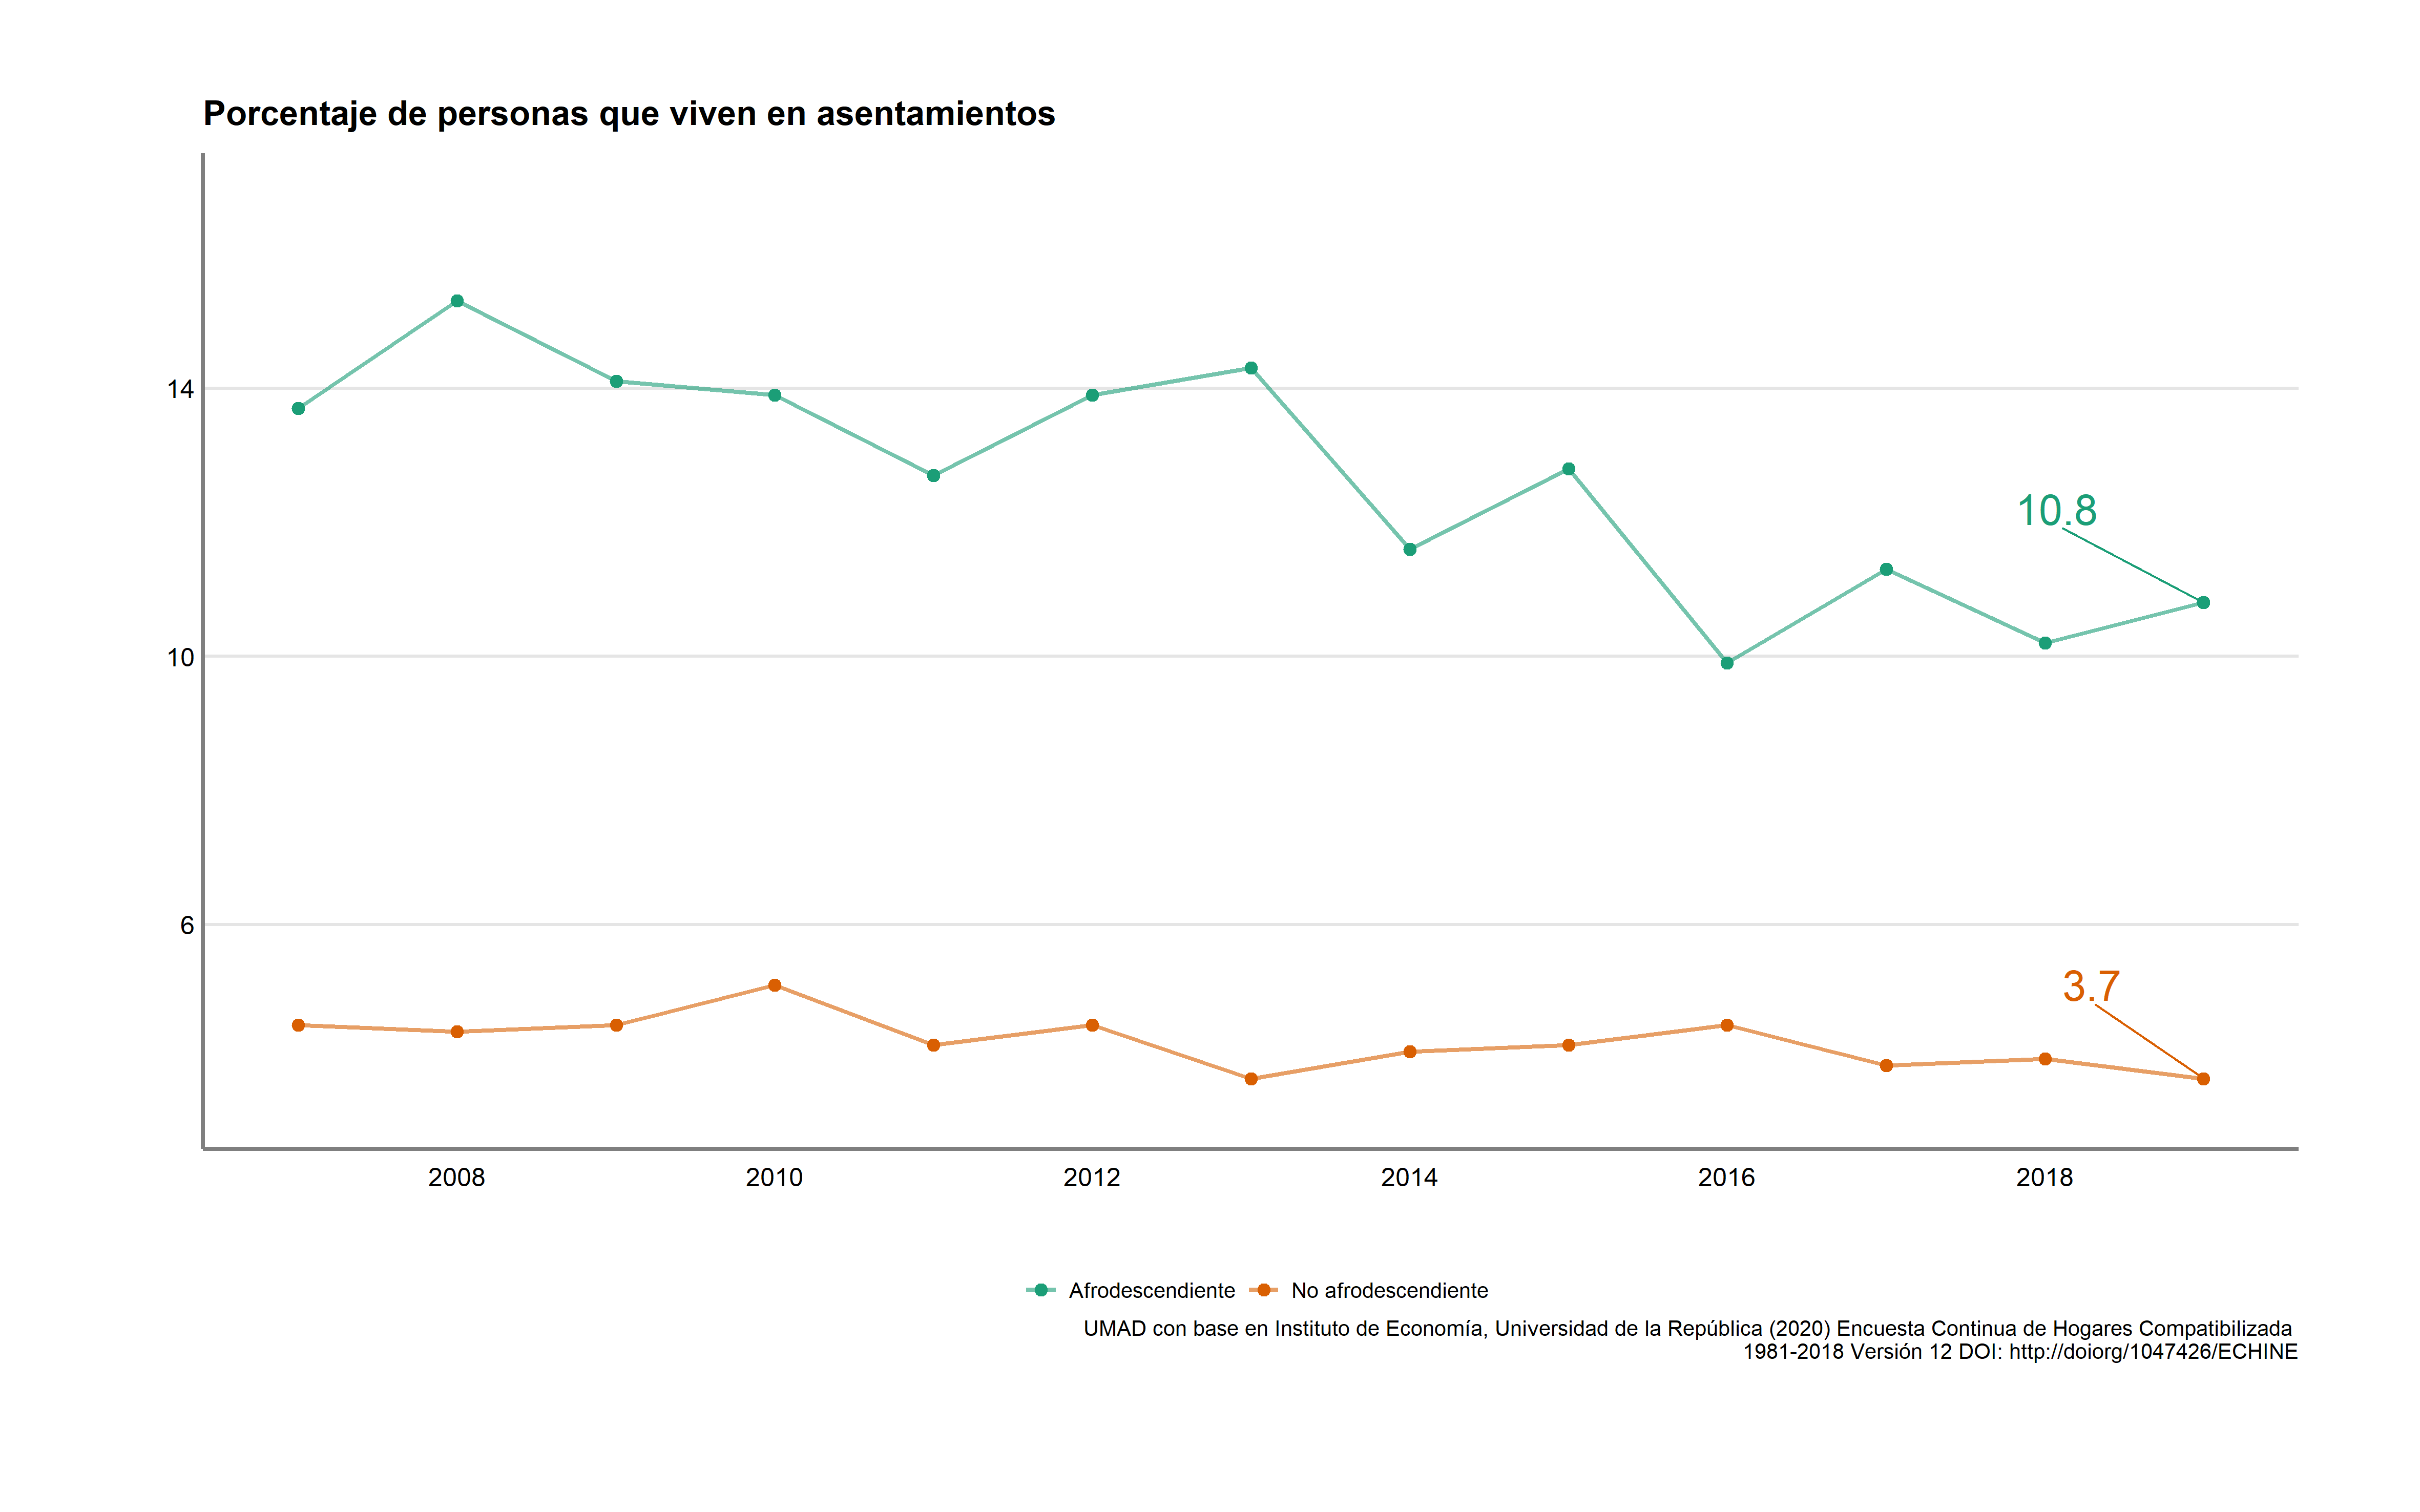 Porcentaje de personas que viven en asentamientos
14
10
6
10.8
3.7
2008 2010 2012 2014 2016 2018
Afrodescendiente No afrodescendiente
UMAD con base en Instituto de Economía, Universidad de la República (2020) Encuesta Continua de Hogares Compatibilizada
1981-2018 Versión 12 DOI: http://doiorg/1047426/ECHINE